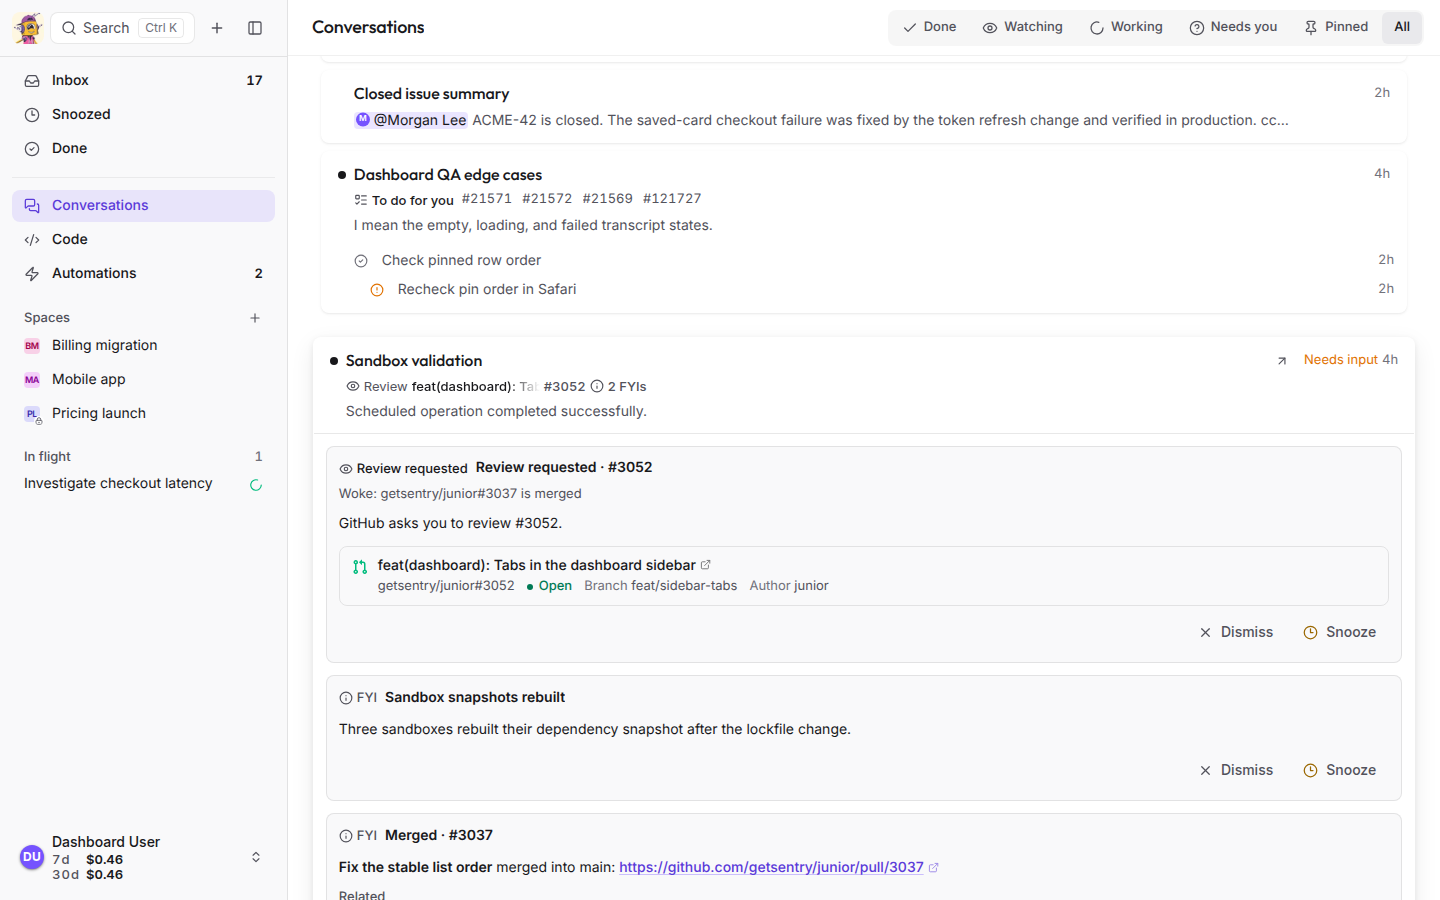 Search Ctrl K
Inbox 17
Snoozed
Done
Conversations
Code
Automations 2
Spaces
BM Billing migration
MA Mobile app
PL Pricing launch
In flight 1
Investigate checkout latency
DU Dashboard User
7d $0.46
30d $0.46
Conversations
Done Watching Working Needs you Pinned All
Closed issue summary 2h
M @Morgan Lee ACME-42 is closed. The saved-card checkout failure was fixed by the token refresh change and verified in production. cc...
Dashboard QA edge cases 4h
To do for you #21571 #21572 #21569 #121727
I mean the empty, loading, and failed transcript states.
Check pinned row order 2h
Recheck pin order in Safari 2h
Sandbox validation Needs input 4h
Review feat(dashboard): Tab #3052 2 FYIs
Scheduled operation completed successfully.
Review requested Review requested · #3052
Woke: getsentry/junior#3037 is merged
GitHub asks you to review #3052.
feat(dashboard): Tabs in the dashboard sidebar
getsentry/junior#3052 Open Branch feat/sidebar-tabs Author junior
Dismiss Snooze
FYI Sandbox snapshots rebuilt
Three sandboxes rebuilt their dependency snapshot after the lockfile change.
Dismiss Snooze
FYI Merged · #3037
Fix the stable list order merged into main: https://github.com/getsentry/junior/pull/3037
Related